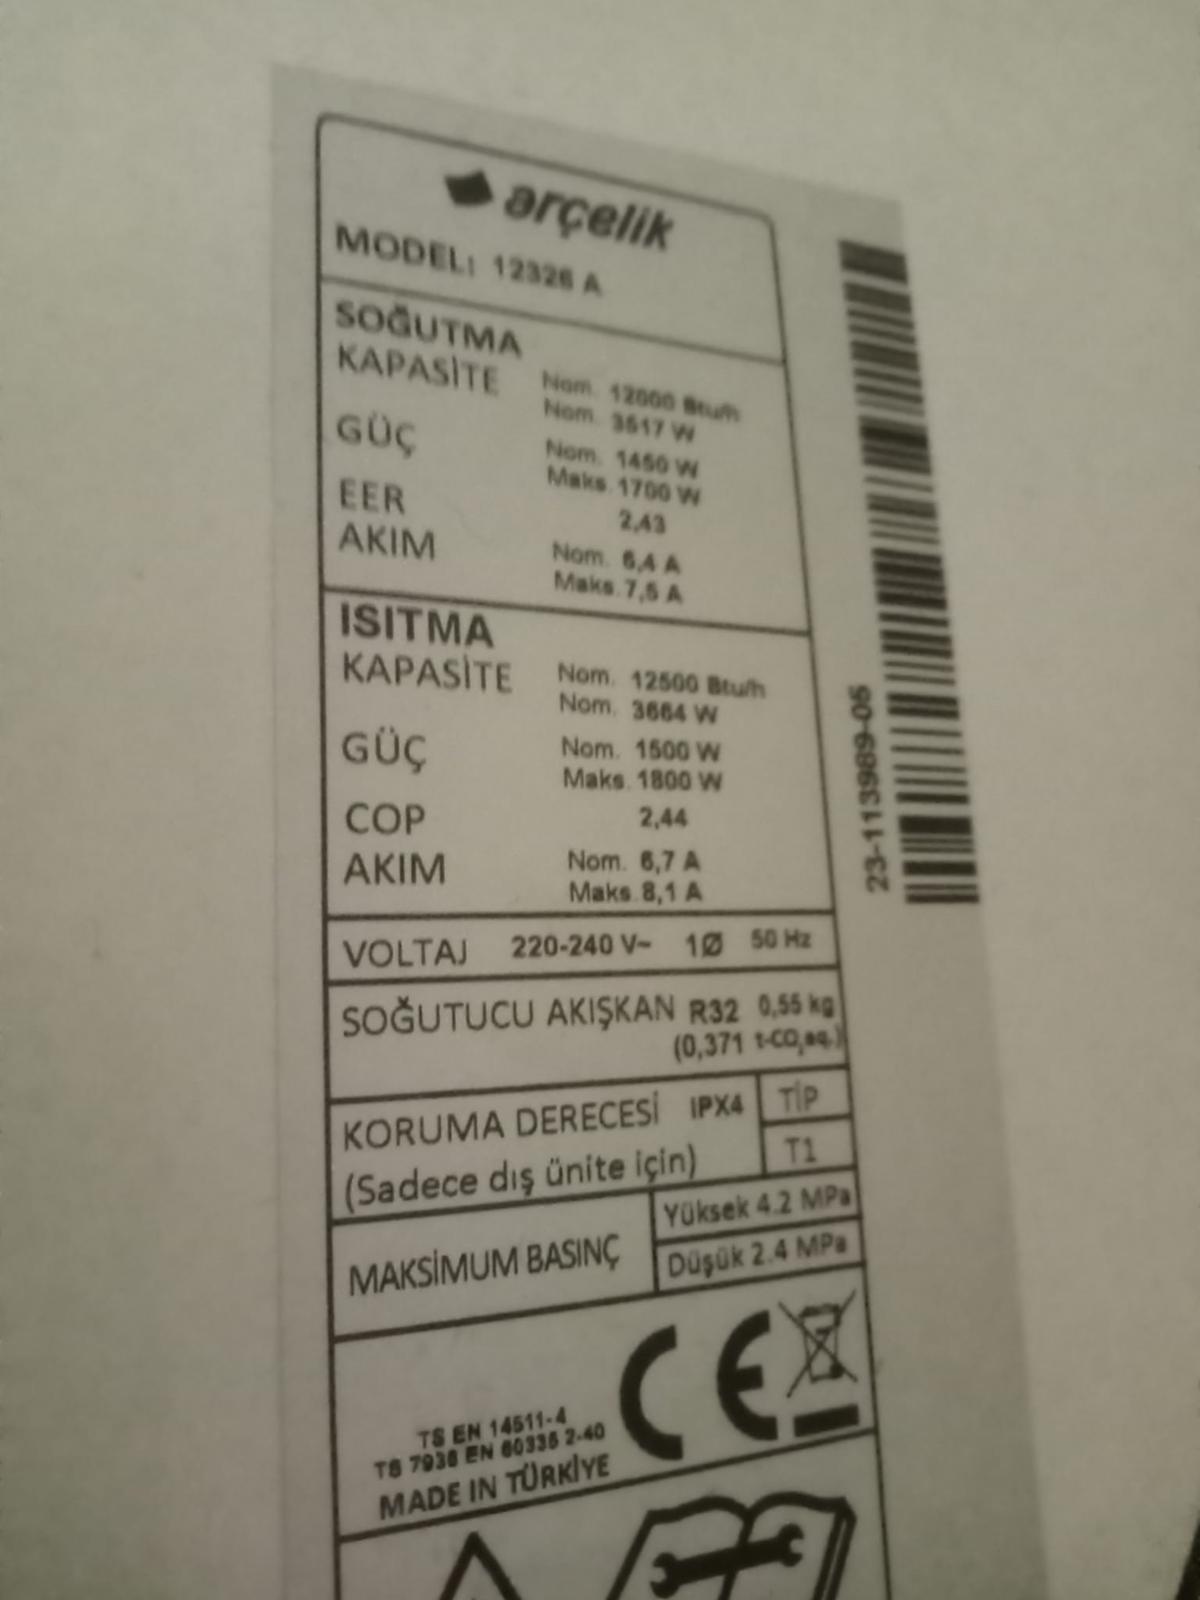 arçelik
MODEL: 12326 A
SOĞUTMA
KAPASİTE Nom. 12000 Btu/h
Nom. 3517 W
GÜÇ Nom. 1450 W
Maks. 1700 W
EER 2,43
AKIM Nom. 6,4 A
Maks. 7,5 A
ISITMA
KAPASİTE Nom. 12500 Btu/h
Nom. 3664 W
GÜÇ Nom. 1500 W
Maks. 1800 W
COP 2,44
AKIM Nom. 6,7 A
Maks. 8,1 A
VOLTAJ 220-240 V~ 1Ø 50 Hz
SOĞUTUCU AKIŞKAN R32 0,55 kg
(0,371 t-CO₂eq.)
KORUMA DERECESİ IPX4 TİP
(Sadece dış ünite için) T1
MAKSİMUM BASINÇ Yüksek 4.2 MPa
Düşük 2.4 MPa
CE
TS EN 14511-4
TS 7936 EN 60335 2-40
MADE IN TÜRKİYE
23-113989-05